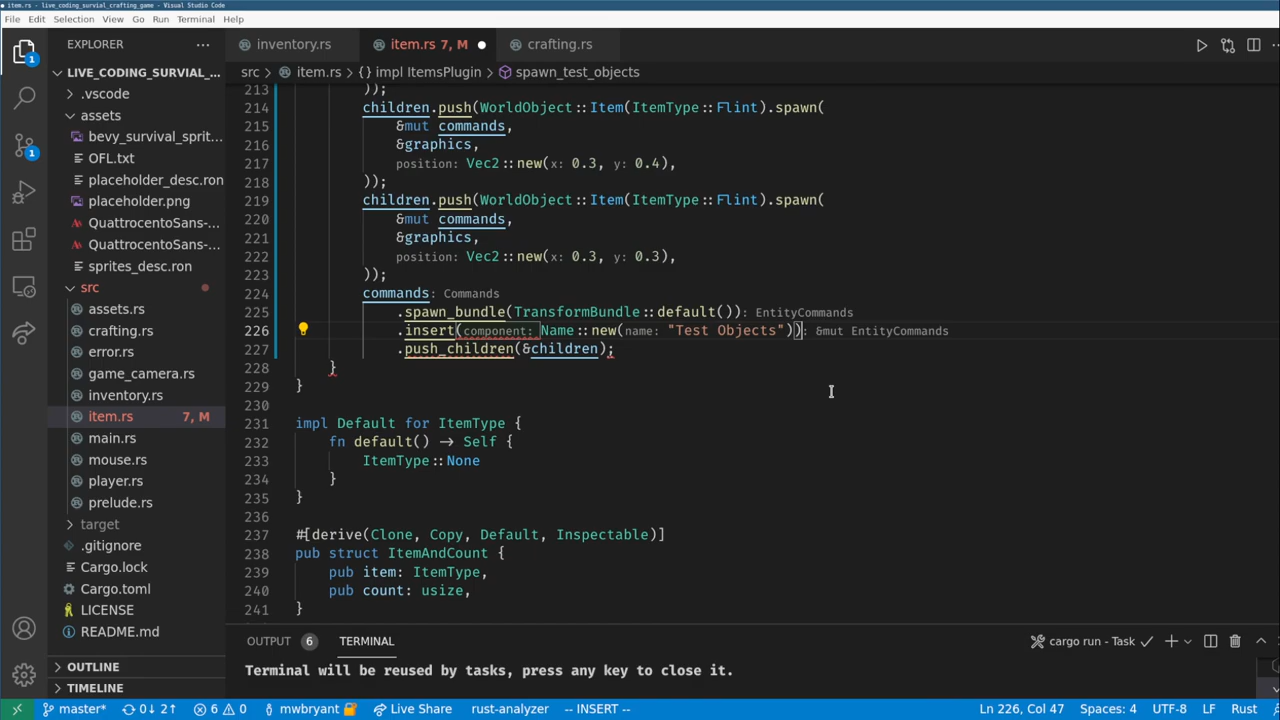 item.rs - live_coding_survial_crafting_game - Visual Studio Code
File Edit Selection View Go Run Terminal Help
EXPLORER ···
inventory.rs item.rs 7, M ● crafting.rs
LIVE_CODING_SURVIAL_...
src > item.rs > {} impl ItemsPlugin > spawn_test_objects
.vscode
assets
bevy_survival_sprit...
OFL.txt
placeholder_desc.ron
placeholder.png
QuattrocentoSans-...
QuattrocentoSans-...
sprites_desc.ron
src
assets.rs
crafting.rs
error.rs
game_camera.rs
inventory.rs
item.rs 7, M
main.rs
mouse.rs
player.rs
prelude.rs
target
.gitignore
Cargo.lock
Cargo.toml
LICENSE
README.md
OUTLINE
TIMELINE
213 ));
214 children.push(WorldObject::Item(ItemType::Flint).spawn(
215 &mut commands,
216 &graphics,
217 position: Vec2::new(x: 0.3, y: 0.4),
218 ));
219 children.push(WorldObject::Item(ItemType::Flint).spawn(
220 &mut commands,
221 &graphics,
222 position: Vec2::new(x: 0.3, y: 0.3),
223 ));
224 commands: Commands
225 .spawn_bundle(TransformBundle::default()): EntityCommands
226 .insert(component: Name::new(name: "Test Objects")): &mut EntityCommands
227 .push_children(&children);
228 }
229 }
230
231 impl Default for ItemType {
232 fn default() -> Self {
233 ItemType::None
234 }
235 }
236
237 #[derive(Clone, Copy, Default, Inspectable)]
238 pub struct ItemAndCount {
239 pub item: ItemType,
240 pub count: usize,
241 }
OUTPUT 6 TERMINAL cargo run - Task
Terminal will be reused by tasks, press any key to close it.
master* 0↓ 2↑ 6 0 mwbryant Live Share rust-analyzer -- INSERT -- Ln 226, Col 47 Spaces: 4 UTF-8 LF Rust
1
1